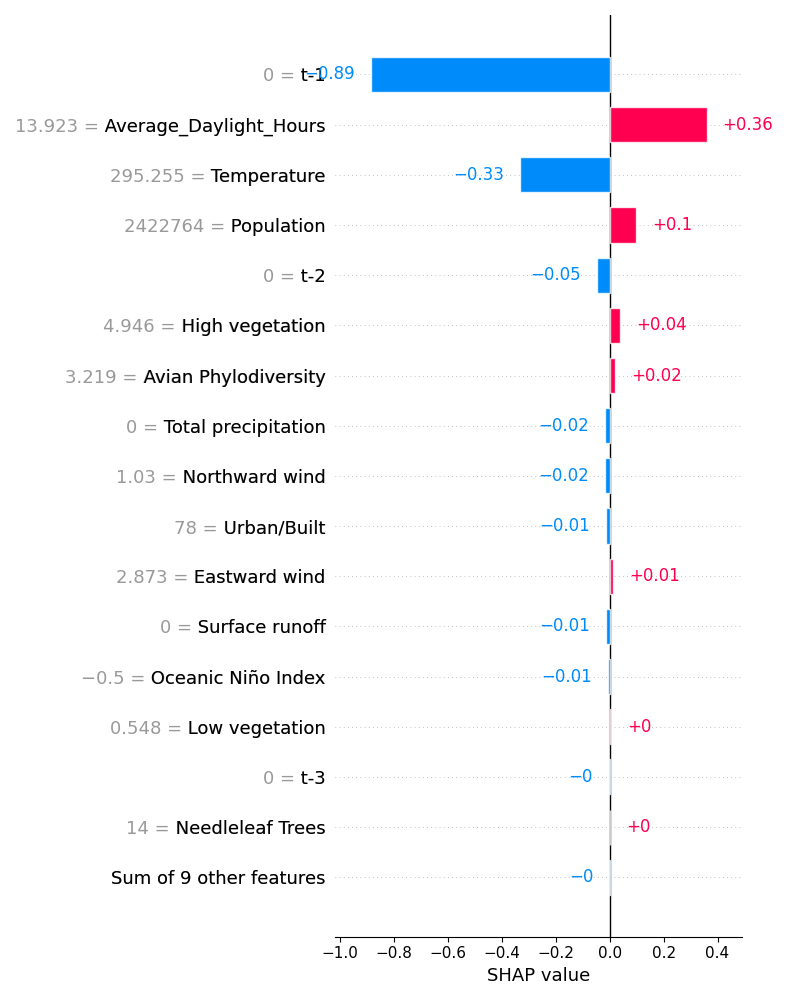 0 = t-1 −0.89
13.923 = Average_Daylight_Hours +0.36
295.255 = Temperature −0.33
2422764 = Population +0.1
0 = t-2 −0.05
4.946 = High vegetation +0.04
3.219 = Avian Phylodiversity +0.02
0 = Total precipitation −0.02
1.03 = Northward wind −0.02
78 = Urban/Built −0.01
2.873 = Eastward wind +0.01
0 = Surface runoff −0.01
−0.5 = Oceanic Niño Index −0.01
0.548 = Low vegetation +0
0 = t-3 −0
14 = Needleleaf Trees +0
Sum of 9 other features −0
−1.0 −0.8 −0.6 −0.4 −0.2 0.0 0.2 0.4
SHAP value